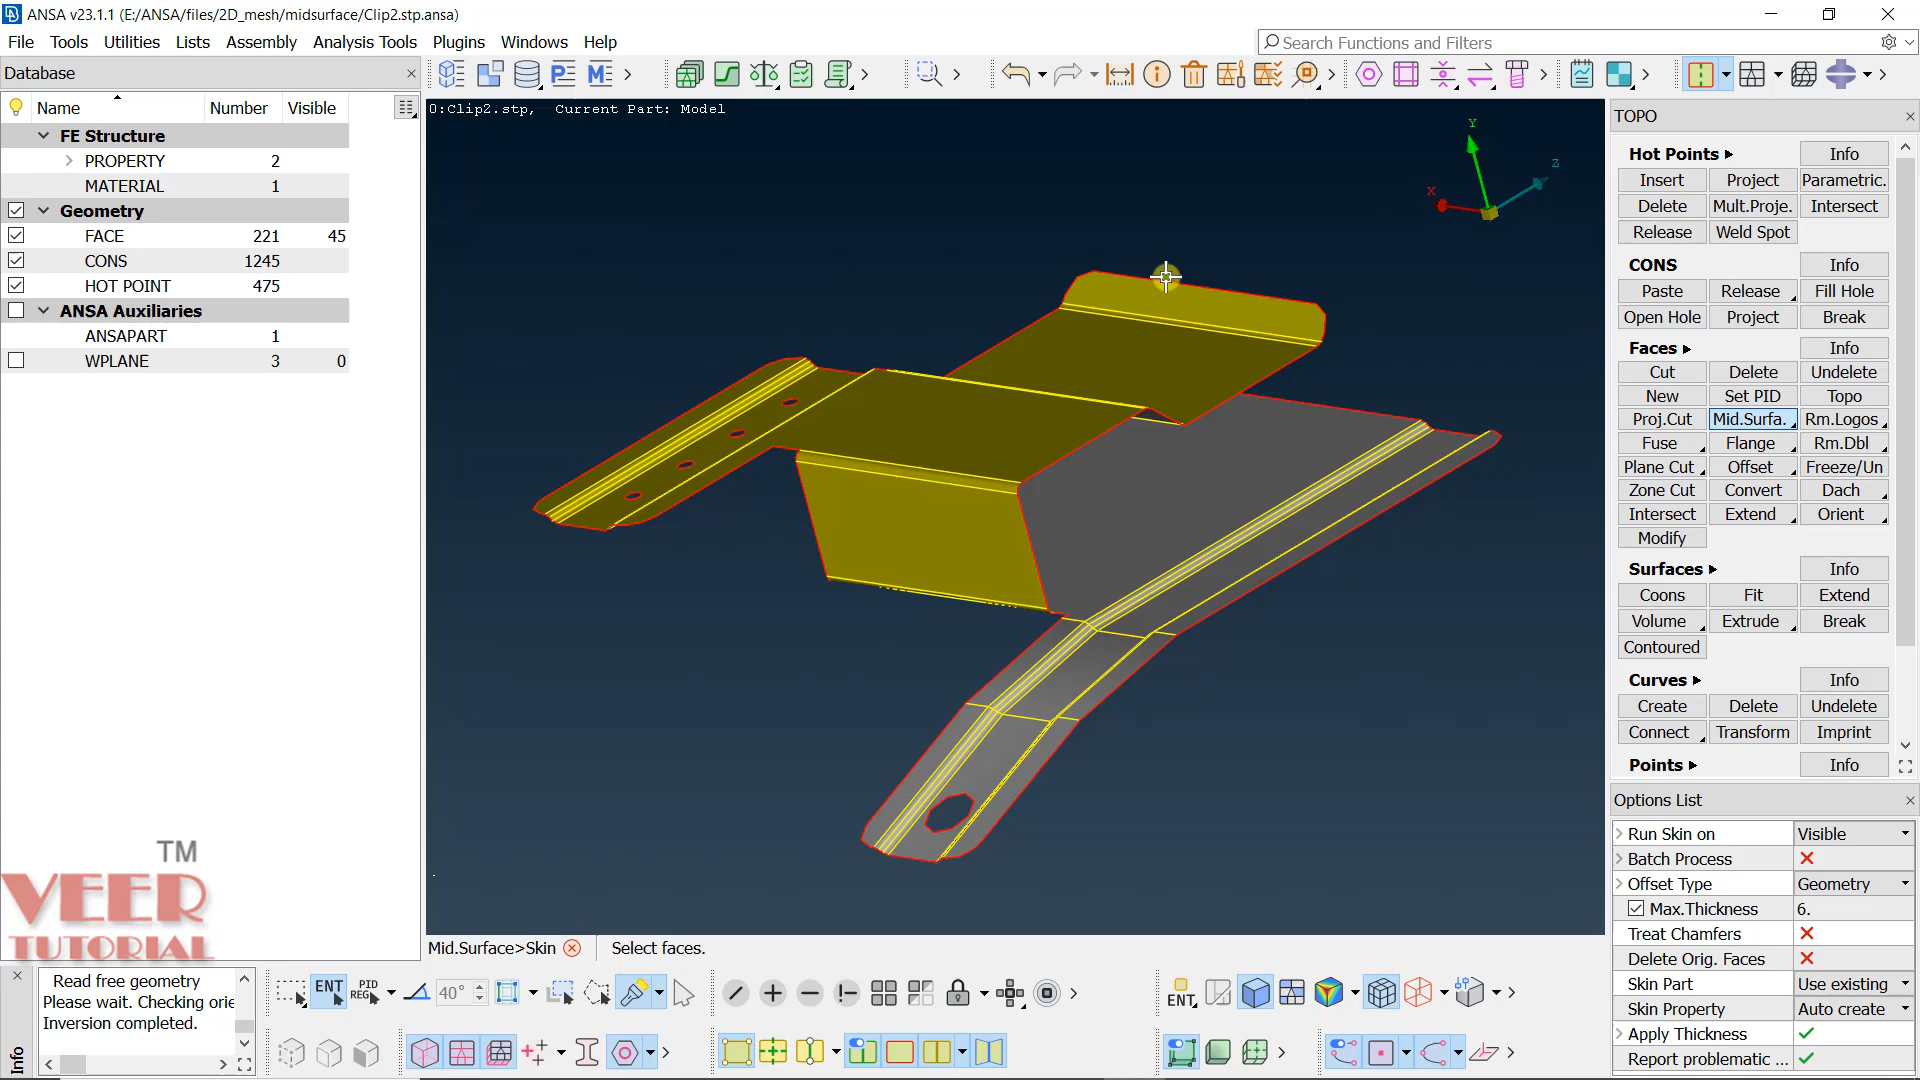 ANSA v23.1.1 (E:/ANSA/files/2D_mesh/midsurface/Clip2.stp.ansa)
File Tools Utilities Lists Assembly Analysis Tools Plugins Windows Help
Search Functions and Filters
Database
Name Number Visible
FE Structure
PROPERTY 2
MATERIAL 1
Geometry
FACE 221 45
CONS 1245
HOT POINT 475
ANSA Auxiliaries
ANSAPART 1
WPLANE 3 0
TM
VEER
TUTORIAL
0:Clip2.stp, Current Part: Model
Y
Z
X
TOPO
Hot Points Info
Insert Project Parametric.
Delete Mult.Proje. Intersect
Release Weld Spot
CONS Info
Paste Release Fill Hole
Open Hole Project Break
Faces Info
Cut Delete Undelete
New Set PID Topo
Proj.Cut Mid.Surfa. Rm.Logos
Fuse Flange Rm.Dbl
Plane Cut Offset Freeze/Un
Zone Cut Convert Dach
Intersect Extend Orient
Modify
Surfaces Info
Coons Fit Extend
Volume Extrude Break
Contoured
Curves Info
Create Delete Undelete
Connect Transform Imprint
Points Info
Options List
Run Skin on Visible
Batch Process
Offset Type Geometry
Max.Thickness 6.
Treat Chamfers
Delete Orig. Faces
Skin Part Use existing
Skin Property Auto create
Apply Thickness
Report problematic ...
Mid.Surface>Skin Select faces.
Info
Read free geometry
Please wait. Checking orie
Inversion completed.
ENT PID REG 40°
ENT